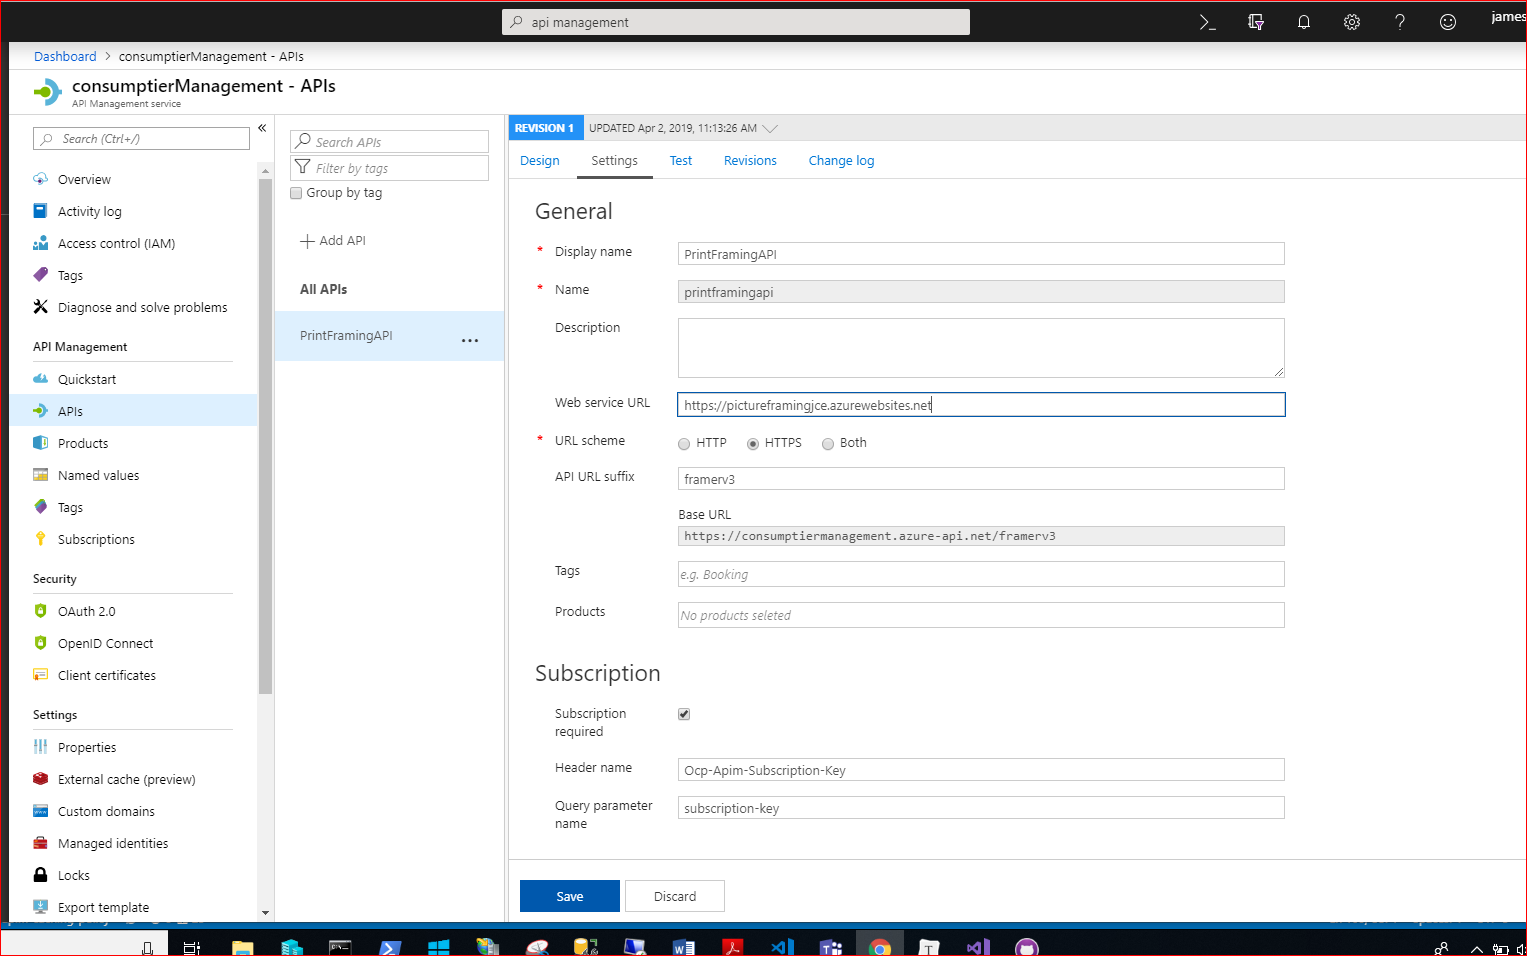 api management
james
Dashboard > consumptierManagement - APIs
consumptierManagement - APIs
API Management service
Search (Ctrl+/)
«
Overview
Activity log
Access control (IAM)
Tags
Diagnose and solve problems
API Management
Quickstart
APIs
Products
Named values
Tags
Subscriptions
Security
OAuth 2.0
OpenID Connect
Client certificates
Settings
Properties
External cache (preview)
Custom domains
Managed identities
Locks
Export template
Search APIs
Filter by tags
Group by tag
Add API
All APIs
PrintFramingAPI
...
REVISION 1 UPDATED Apr 2, 2019, 11:13:26 AM
Design Settings Test Revisions Change log
General
* Display name PrintFramingAPI
* Name printframingapi
Description
Web service URL https://pictureframingjce.azurewebsites.net
* URL scheme HTTP HTTPS Both
API URL suffix framerv3
Base URL
https://consumptiermanagement.azure-api.net/framerv3
Tags e.g. Booking
Products No products seleted
Subscription
Subscription
required
Header name Ocp-Apim-Subscription-Key
Query parameter
name
subscription-key
Save Discard